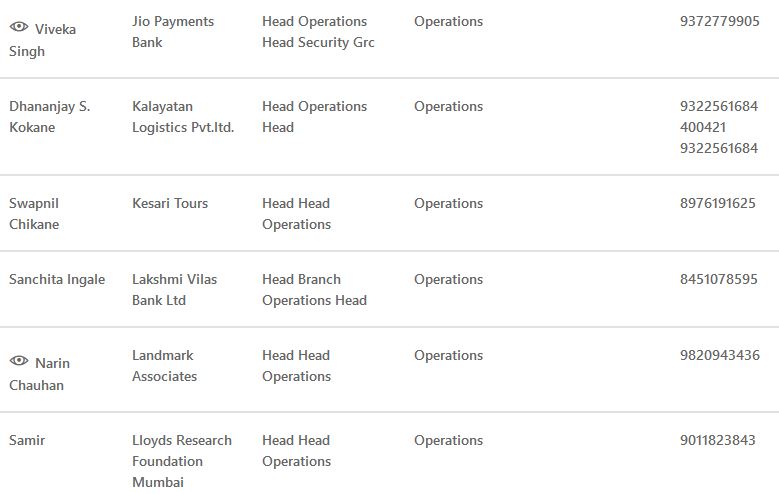 Viveka Singh Jio Payments Bank Head Operations Head Security Grc Operations 9372779905
Dhananjay S. Kokane Kalayatan Logistics Pvt.ltd. Head Operations Head Operations 9322561684 400421 9322561684
Swapnil Chikane Kesari Tours Head Head Operations Operations 8976191625
Sanchita Ingale Lakshmi Vilas Bank Ltd Head Branch Operations Head Operations 8451078595
Narin Chauhan Landmark Associates Head Head Operations Operations 9820943436
Samir Lloyds Research Foundation Mumbai Head Head Operations Operations 9011823843